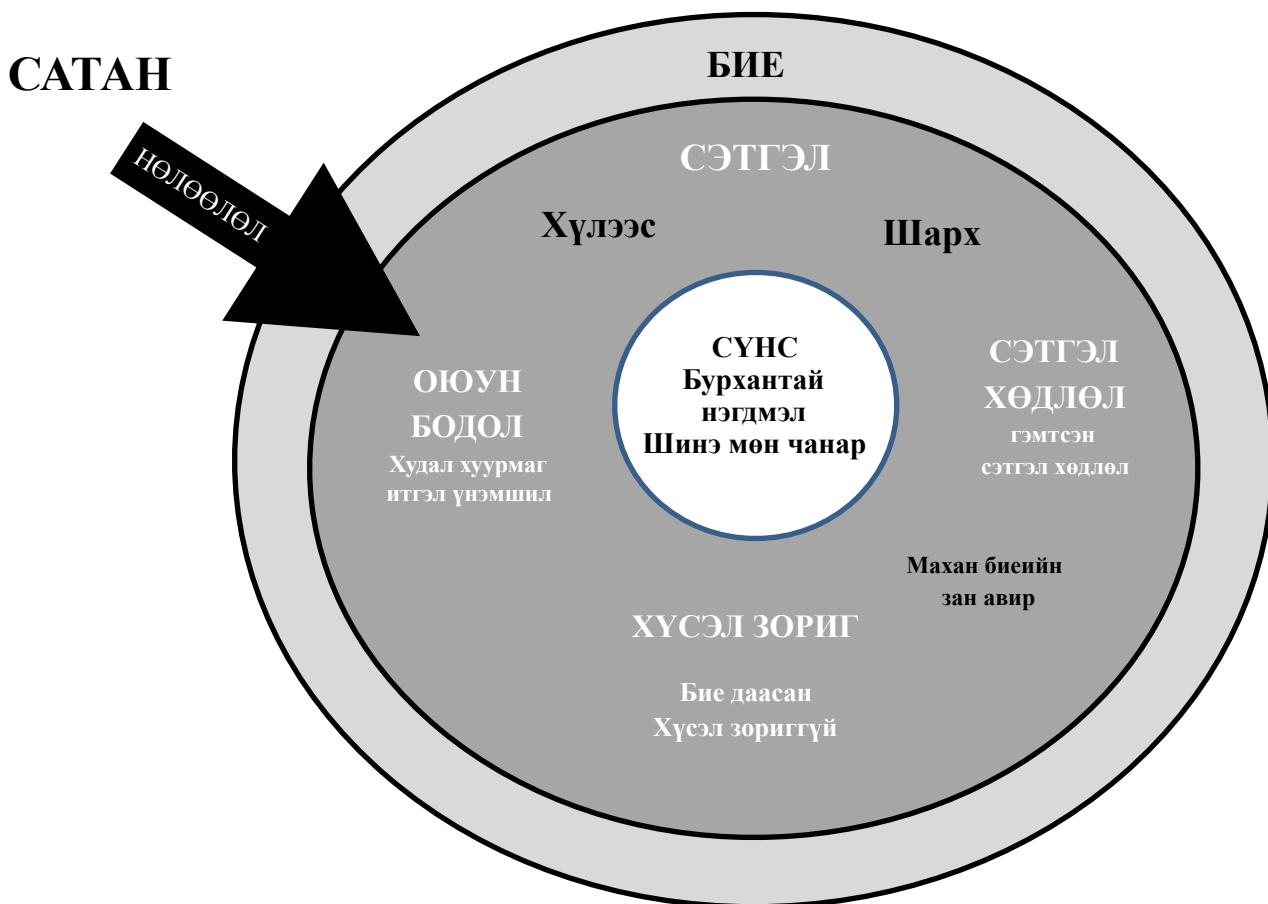 БИЕ
САТАН
НӨЛӨӨЛӨЛ
СЭТГЭЛ
Хүлээс
Шарх
СҮНС
Бурхантай
нэгдмэл
Шинэ мөн чанар
ОЮУН
БОДОЛ
Худал хуурмаг
итгэл үнэмшил
СЭТГЭЛ
ХӨДЛӨЛ
гэмтсэн
сэтгэл хөдлөл
Махан биеийн
зан авир
ХҮСЭЛ ЗОРИГ
Бие даасан
Хүсэл зориггүй